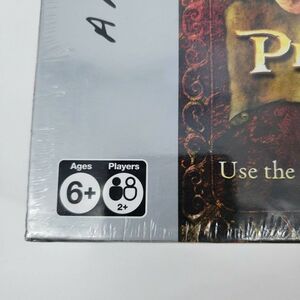 Use the
Ages Players
6+ 2+